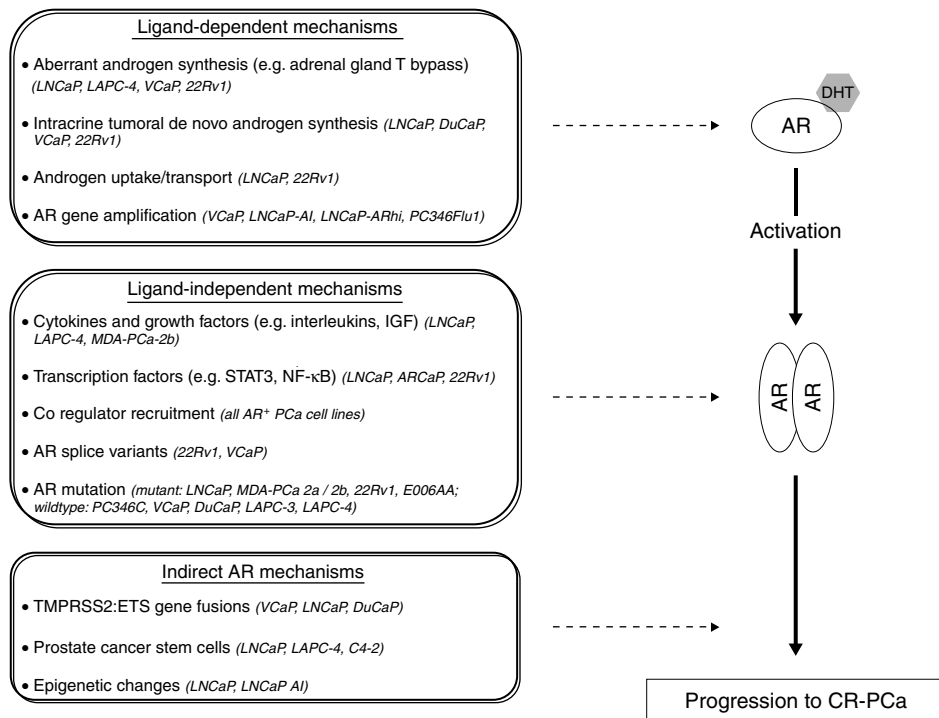 Ligand-dependent mechanisms
• Aberrant androgen synthesis (e.g. adrenal gland T bypass)
(LNCaP, LAPC-4, VCaP, 22Rv1)
• Intracrine tumoral de novo androgen synthesis (LNCaP, DuCaP,
VCaP, 22Rv1)
• Androgen uptake/transport (LNCaP, 22Rv1)
• AR gene amplification (VCaP, LNCaP-AI, LNCaP-ARhi, PC346Flu1)
DHT
AR
Activation
Ligand-independent mechanisms
• Cytokines and growth factors (e.g. interleukins, IGF) (LNCaP,
LAPC-4, MDA-PCa-2b)
• Transcription factors (e.g. STAT3, NF-κB) (LNCaP, ARCaP, 22Rv1)
• Co regulator recruitment (all AR⁺ PCa cell lines)
• AR splice variants (22Rv1, VCaP)
• AR mutation (mutant: LNCaP, MDA-PCa 2a / 2b, 22Rv1, E006AA;
wildtype: PC346C, VCaP, DuCaP, LAPC-3, LAPC-4)
AR
AR
Indirect AR mechanisms
• TMPRSS2:ETS gene fusions (VCaP, LNCaP, DuCaP)
• Prostate cancer stem cells (LNCaP, LAPC-4, C4-2)
• Epigenetic changes (LNCaP, LNCaP AI)
Progression to CR-PCa